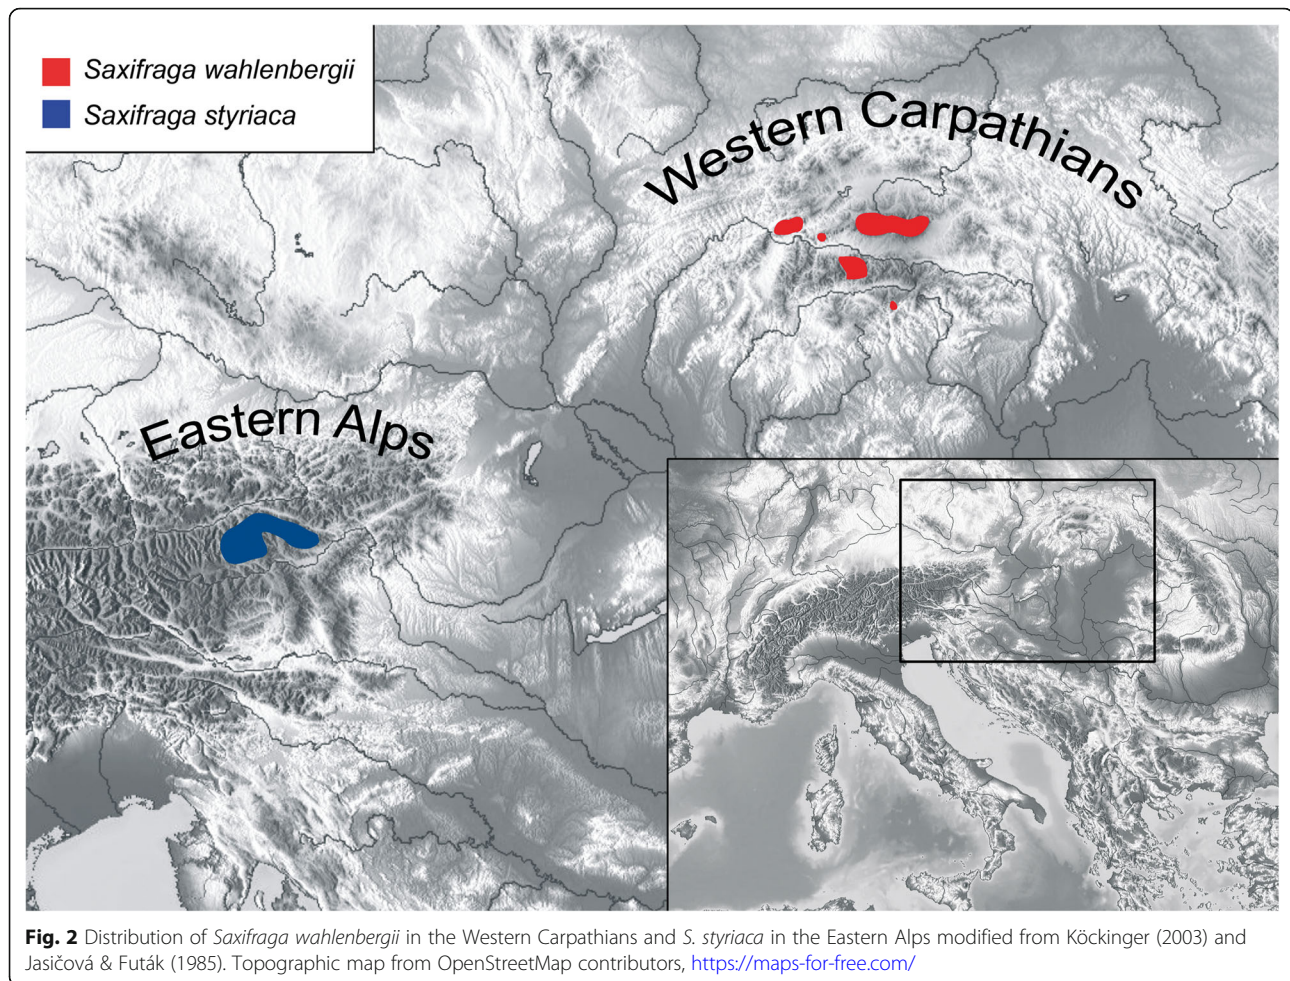 Saxifraga wahlenbergii
Saxifraga styriaca
Western Carpathians
Eastern Alps
Fig. 2 Distribution of Saxifraga wahlenbergii in the Western Carpathians and S. styriaca in the Eastern Alps modified from Köckinger (2003) and
Jasičová & Futák (1985). Topographic map from OpenStreetMap contributors, https://maps-for-free.com/